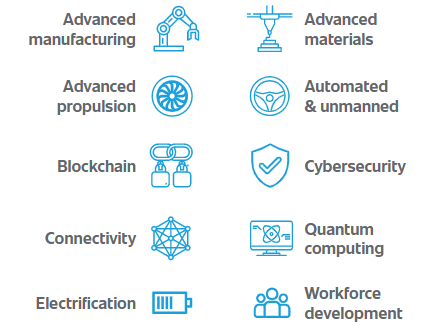 Advanced
manufacturing
Advanced
materials
Advanced
propulsion
Automated
& unmanned
Blockchain
Cybersecurity
Connectivity
Quantum
computing
Electrification
Workforce
development